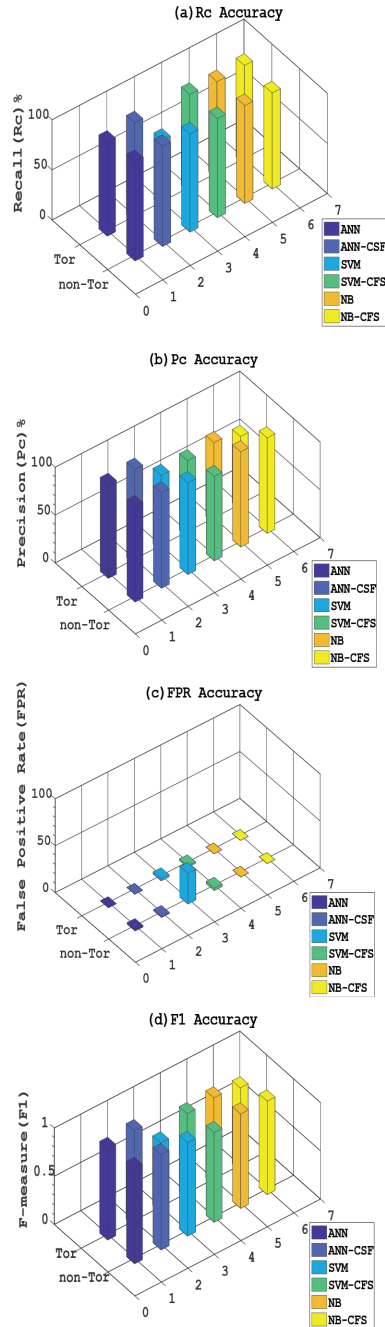 (a)Rc Accuracy
Recall(Rc)%
100
50
0
Tor
non-Tor
0
1
2
3
4
5
6
7
ANN
ANN-CSF
SVM
SVM-CFS
NB
NB-CFS
(b)Pc Accuracy
Precision(Pc)%
100
50
0
Tor
non-Tor
0
1
2
3
4
5
6
7
ANN
ANN-CSF
SVM
SVM-CFS
NB
NB-CFS
(c)FPR Accuracy
False Positive Rate(FPR)
100
50
0
Tor
non-Tor
0
1
2
3
4
5
6
7
ANN
ANN-CSF
SVM
SVM-CFS
NB
NB-CFS
(d)F1 Accuracy
F-measure(F1)
1
0.5
0
Tor
non-Tor
0
1
2
3
4
5
6
7
ANN
ANN-CSF
SVM
SVM-CFS
NB
NB-CFS